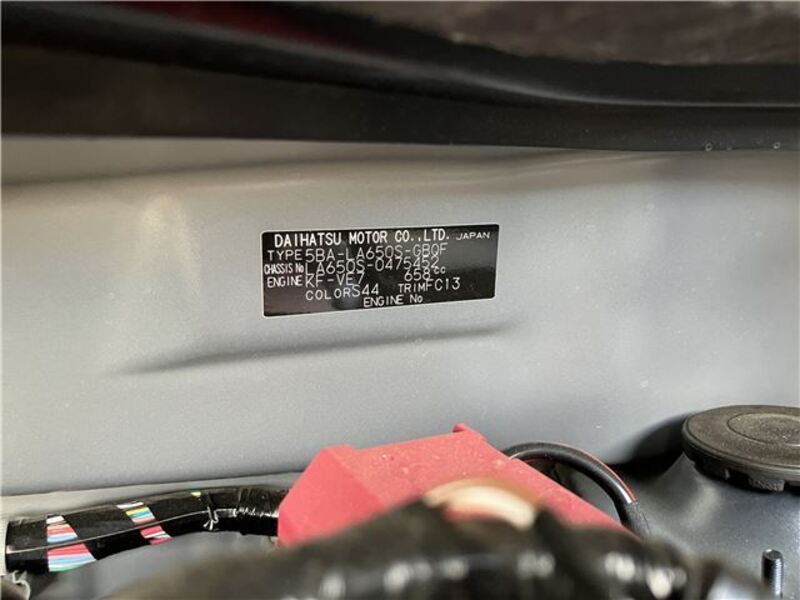 DAIHATSU MOTOR CO.,LTD. JAPAN
TYPE 5BA-LA650S-GBQF
CHASSIS No LA650S-0475452
ENGINE KF-VE7 658cc
COLOR S44 TRIM FC13
ENGINE No